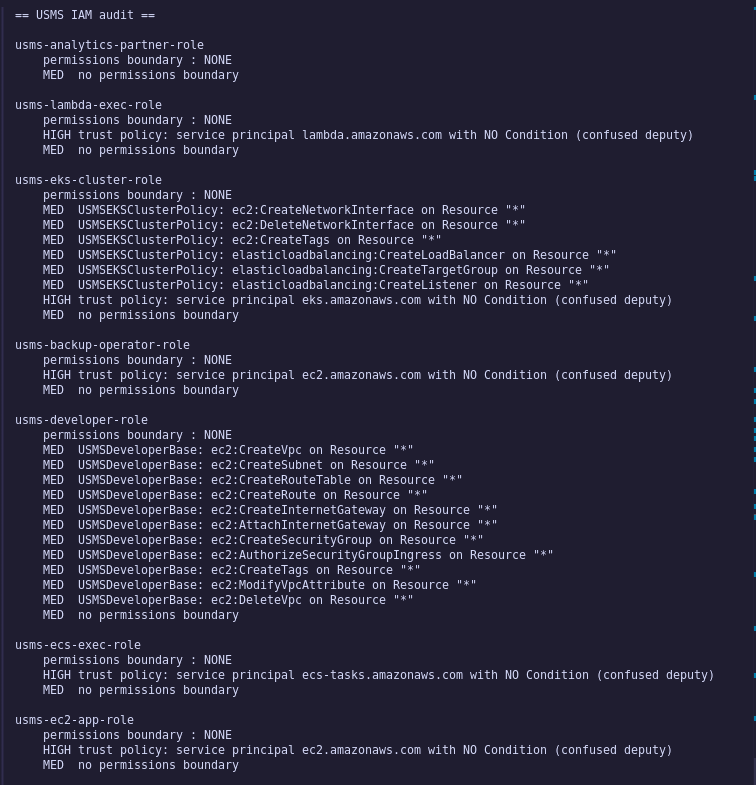 == USMS IAM audit ==

usms-analytics-partner-role
    permissions boundary : NONE
    MED  no permissions boundary

usms-lambda-exec-role
    permissions boundary : NONE
    HIGH trust policy: service principal lambda.amazonaws.com with NO Condition (confused deputy)
    MED  no permissions boundary

usms-eks-cluster-role
    permissions boundary : NONE
    MED  USMSEKSClusterPolicy: ec2:CreateNetworkInterface on Resource "*"
    MED  USMSEKSClusterPolicy: ec2:DeleteNetworkInterface on Resource "*"
    MED  USMSEKSClusterPolicy: ec2:CreateTags on Resource "*"
    MED  USMSEKSClusterPolicy: elasticloadbalancing:CreateLoadBalancer on Resource "*"
    MED  USMSEKSClusterPolicy: elasticloadbalancing:CreateTargetGroup on Resource "*"
    MED  USMSEKSClusterPolicy: elasticloadbalancing:CreateListener on Resource "*"
    HIGH trust policy: service principal eks.amazonaws.com with NO Condition (confused deputy)
    MED  no permissions boundary

usms-backup-operator-role
    permissions boundary : NONE
    HIGH trust policy: service principal ec2.amazonaws.com with NO Condition (confused deputy)
    MED  no permissions boundary

usms-developer-role
    permissions boundary : NONE
    MED  USMSDeveloperBase: ec2:CreateVpc on Resource "*"
    MED  USMSDeveloperBase: ec2:CreateSubnet on Resource "*"
    MED  USMSDeveloperBase: ec2:CreateRouteTable on Resource "*"
    MED  USMSDeveloperBase: ec2:CreateRoute on Resource "*"
    MED  USMSDeveloperBase: ec2:CreateInternetGateway on Resource "*"
    MED  USMSDeveloperBase: ec2:AttachInternetGateway on Resource "*"
    MED  USMSDeveloperBase: ec2:CreateSecurityGroup on Resource "*"
    MED  USMSDeveloperBase: ec2:AuthorizeSecurityGroupIngress on Resource "*"
    MED  USMSDeveloperBase: ec2:CreateTags on Resource "*"
    MED  USMSDeveloperBase: ec2:ModifyVpcAttribute on Resource "*"
    MED  USMSDeveloperBase: ec2:DeleteVpc on Resource "*"
    MED  no permissions boundary

usms-ecs-exec-role
    permissions boundary : NONE
    HIGH trust policy: service principal ecs-tasks.amazonaws.com with NO Condition (confused deputy)
    MED  no permissions boundary

usms-ec2-app-role
    permissions boundary : NONE
    HIGH trust policy: service principal ec2.amazonaws.com with NO Condition (confused deputy)
    MED  no permissions boundary